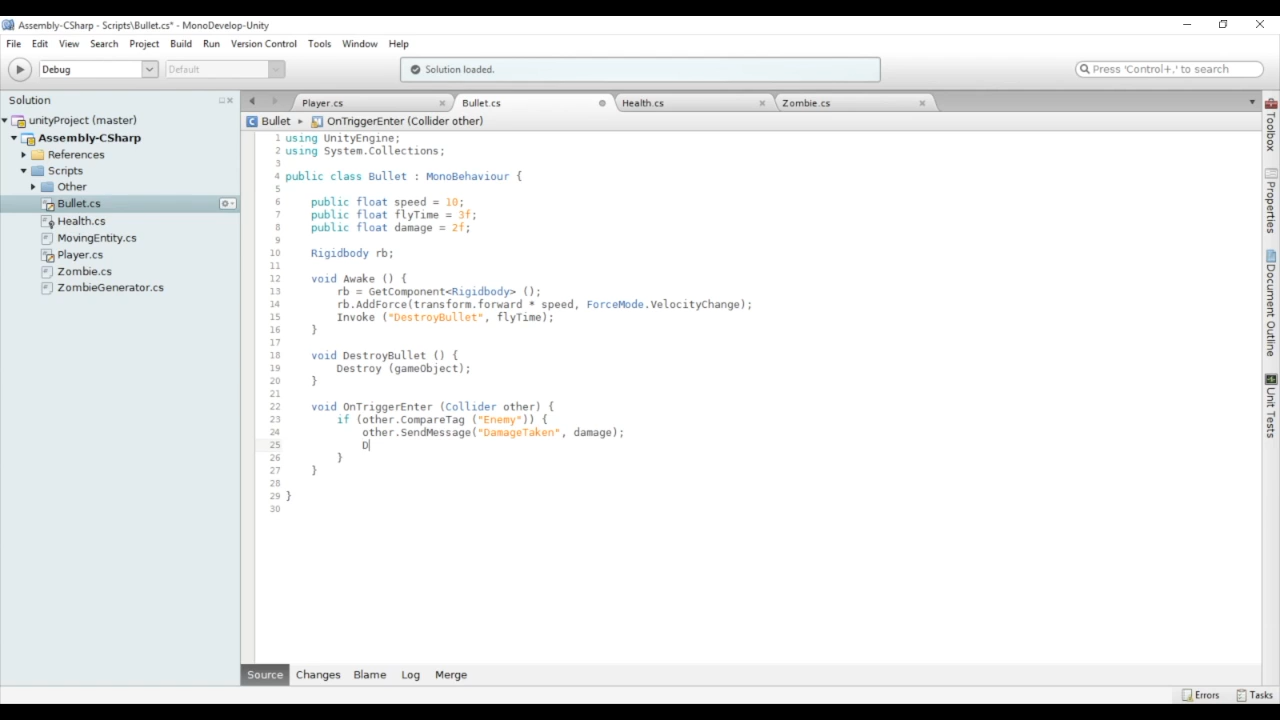 Assembly-CSharp - Scripts\Bullet.cs* - MonoDevelop-Unity
File Edit View Search Project Build Run Version Control Tools Window Help
Debug
Default
Solution loaded.
Press 'Control+,' to search
Solution
unityProject (master)
Assembly-CSharp
References
Scripts
Other
Bullet.cs
Health.cs
MovingEntity.cs
Player.cs
Zombie.cs
ZombieGenerator.cs
Player.cs Bullet.cs Health.cs Zombie.cs
Bullet OnTriggerEnter (Collider other)
1 using UnityEngine;
2 using System.Collections;
3
4 public class Bullet : MonoBehaviour {
5
6 public float speed = 10;
7 public float flyTime = 3f;
8 public float damage = 2f;
9
10 Rigidbody rb;
11
12 void Awake () {
13 rb = GetComponent<Rigidbody> ();
14 rb.AddForce(transform.forward * speed, ForceMode.VelocityChange);
15 Invoke ("DestroyBullet", flyTime);
16 }
17
18 void DestroyBullet () {
19 Destroy (gameObject);
20 }
21
22 void OnTriggerEnter (Collider other) {
23 if (other.CompareTag ("Enemy")) {
24 other.SendMessage("DamageTaken", damage);
25 D
26 }
27 }
28
29 }
30
Toolbox
Properties
Document Outline
Unit Tests
Source Changes Blame Log Merge
Errors Tasks